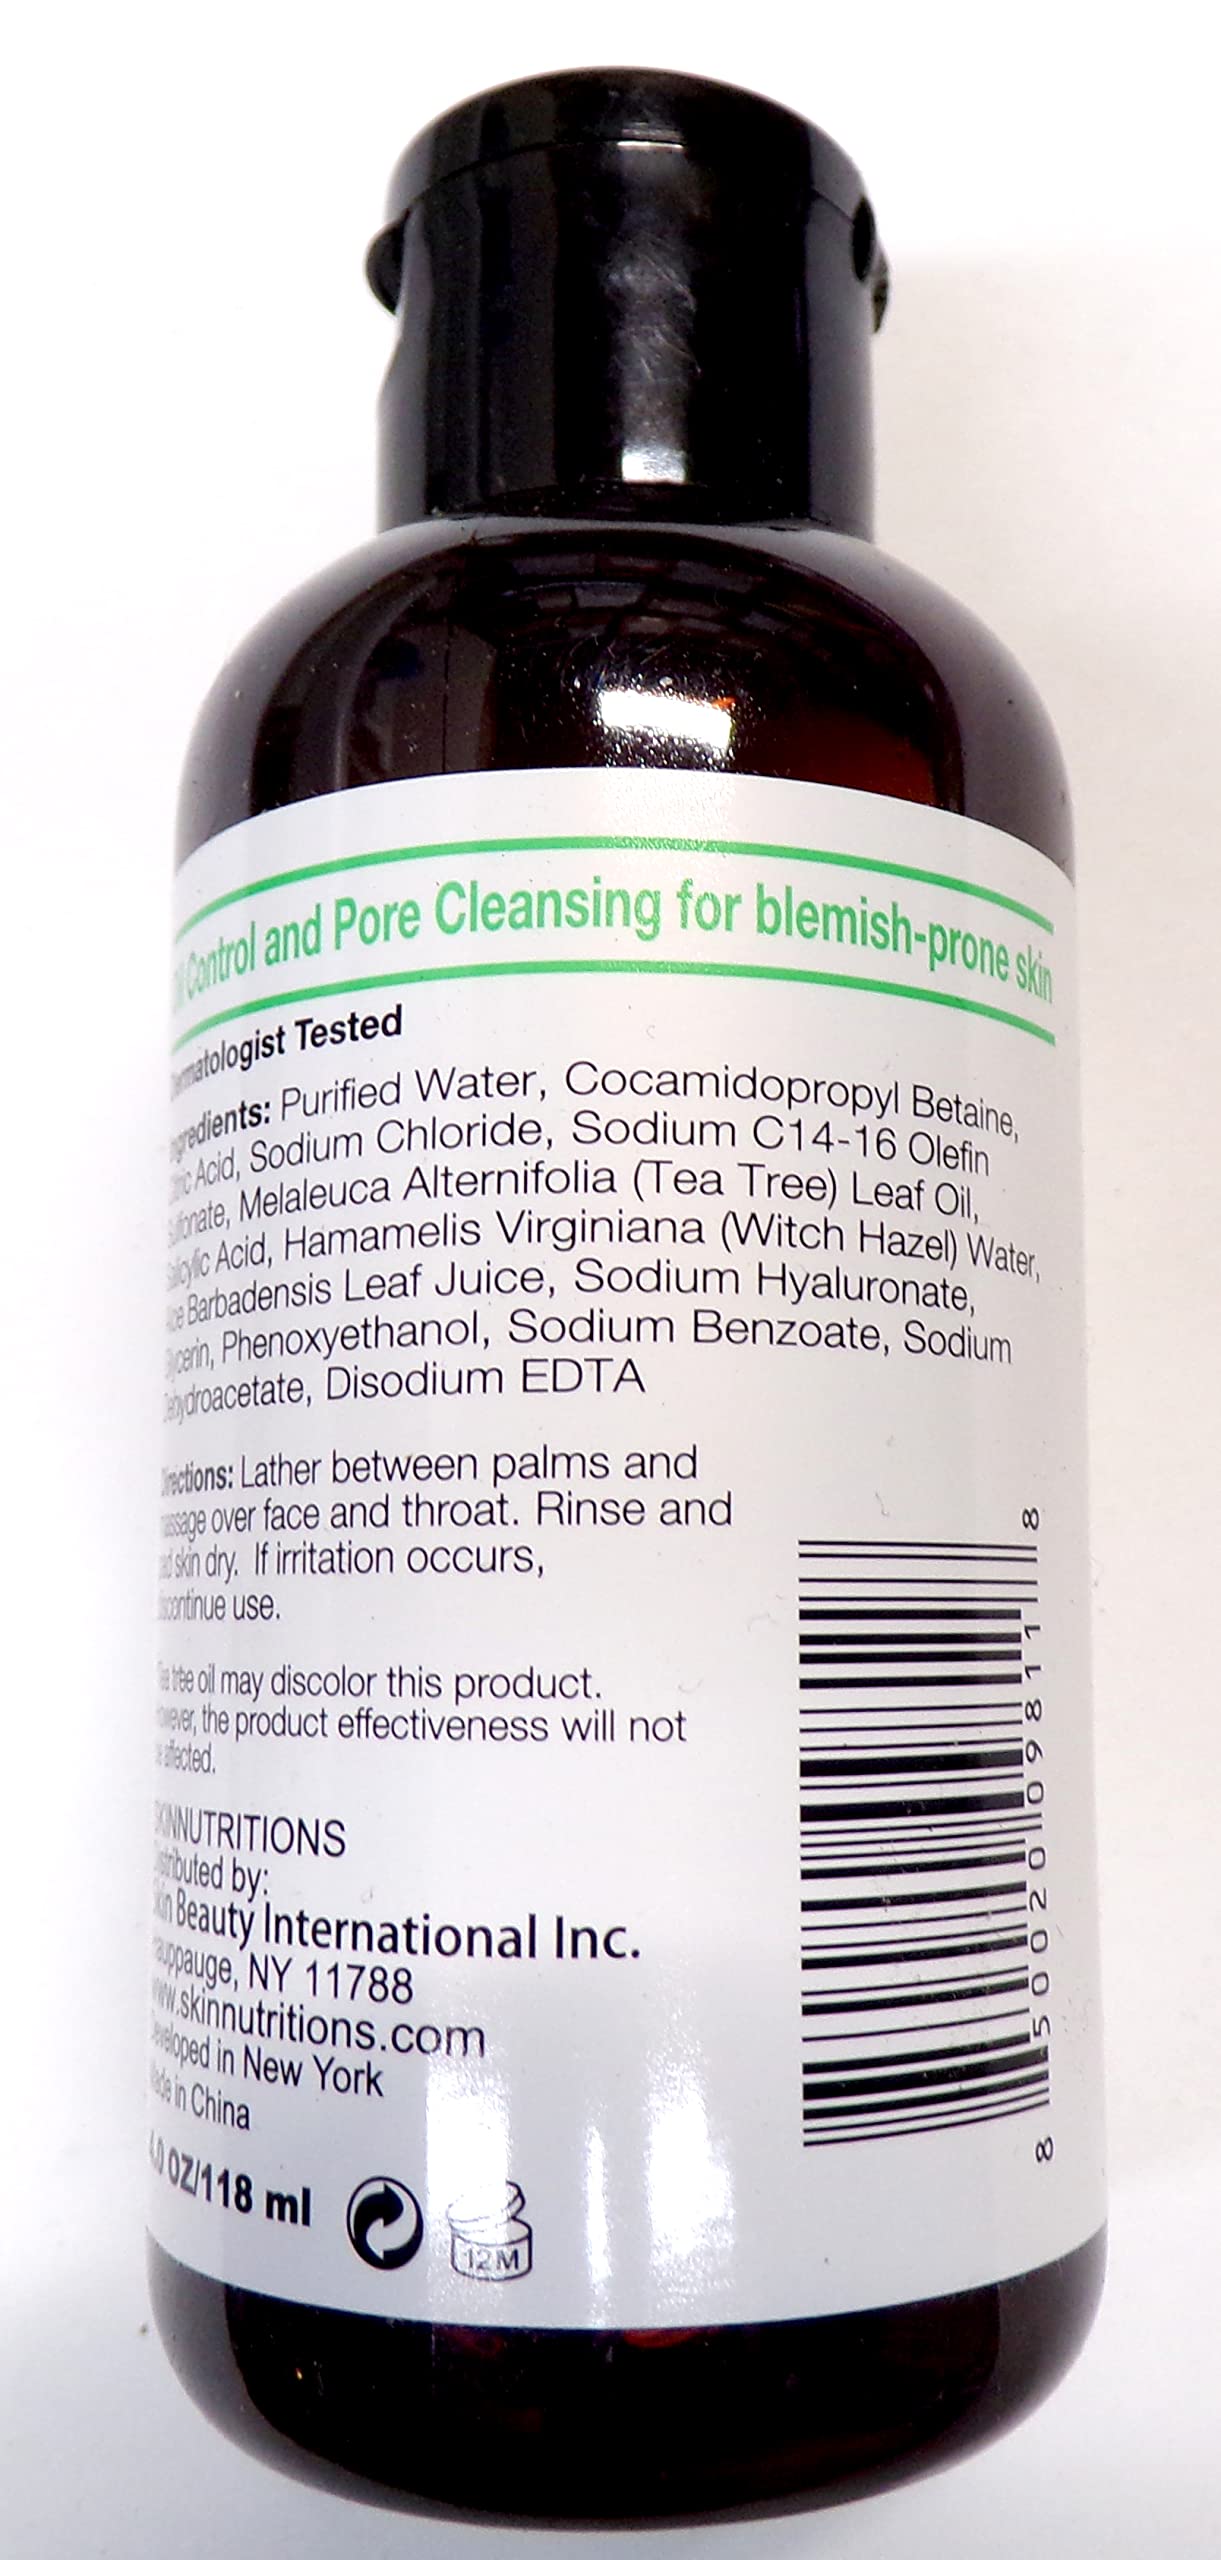 Control and Pore Cleansing for blemish-prone skin
Dermatologist Tested
Ingredients: Purified Water, Cocamidopropyl Betaine,
Citric Acid, Sodium Chloride, Sodium C14-16 Olefin
Sulfonate, Melaleuca Alternifolia (Tea Tree) Leaf Oil,
Salicylic Acid, Hamamelis Virginiana (Witch Hazel) Water,
Aloe Barbadensis Leaf Juice, Sodium Hyaluronate,
Glycerin, Phenoxyethanol, Sodium Benzoate, Sodium
Dehydroacetate, Disodium EDTA
Directions: Lather between palms and
massage over face and throat. Rinse and
skin dry. If irritation occurs,
discontinue use.
Tea tree oil may discolor this product.
However, the product effectiveness will not
be affected.
SKINNUTRITIONS
Distributed by:
Skin Beauty International Inc.
Hauppauge, NY 11788
www.skinnutritions.com
Developed in New York
Made in China
4.0 OZ/118 ml
12M
8 50020 09811 8